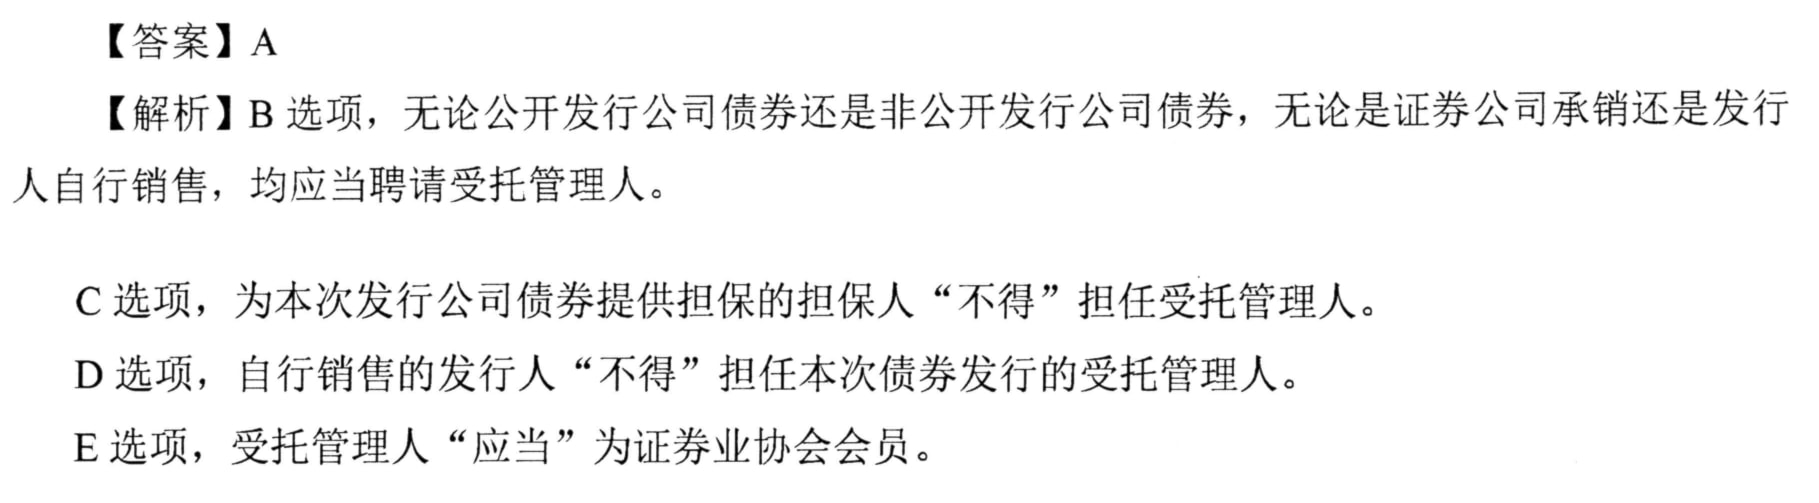 【答案】A
【解析】B 选项，无论公开发行公司债券还是非公开发行公司债券，无论是证券公司承销还是发行
人自行销售，均应当聘请受托管理人。
C 选项，为本次发行公司债券提供担保的担保人“不得”担任受托管理人。
D 选项，自行销售的发行人“不得”担任本次债券发行的受托管理人。
E 选项，受托管理人“应当”为证券业协会会员。